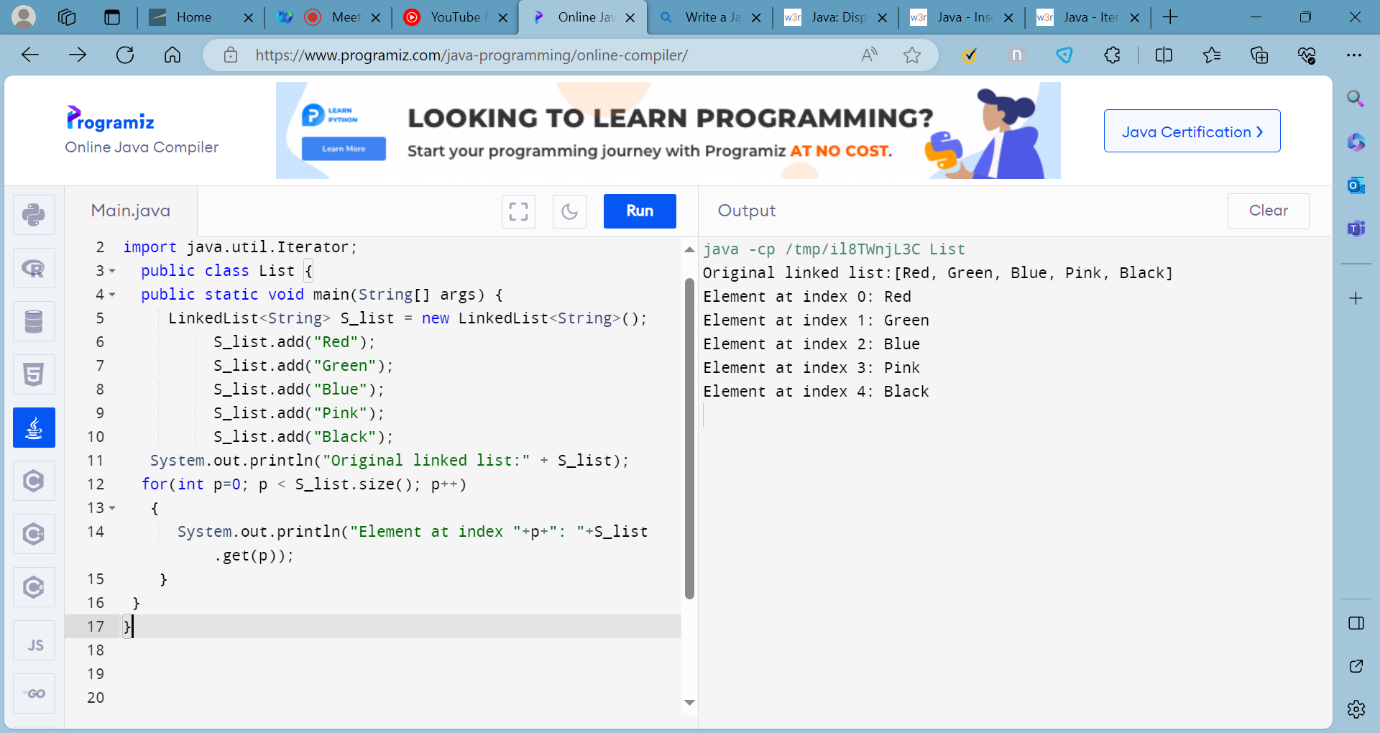 Home
Meet
YouTube
Online Jav
Write a Ja
w3r Java: Disp
w3r Java - Inse
w3r Java - Iter
https://www.programiz.com/java-programming/online-compiler/
Programiz
Online Java Compiler
LEARN
PYTHON
Learn More
LOOKING TO LEARN PROGRAMMING?
Start your programming journey with Programiz AT NO COST.
Java Certification >
Main.java
Run
Output
Clear
2 import java.util.Iterator;
3 public class List {
4 public static void main(String[] args) {
5 LinkedList<String> S_list = new LinkedList<String>();
6 S_list.add("Red");
7 S_list.add("Green");
8 S_list.add("Blue");
9 S_list.add("Pink");
10 S_list.add("Black");
11 System.out.println("Original linked list:" + S_list);
12 for(int p=0; p < S_list.size(); p++)
13 {
14 System.out.println("Element at index "+p+": "+S_list
.get(p));
15 }
16 }
17 }
18
19
20
java -cp /tmp/il8TWnjL3C List
Original linked list:[Red, Green, Blue, Pink, Black]
Element at index 0: Red
Element at index 1: Green
Element at index 2: Blue
Element at index 3: Pink
Element at index 4: Black
JS
GO